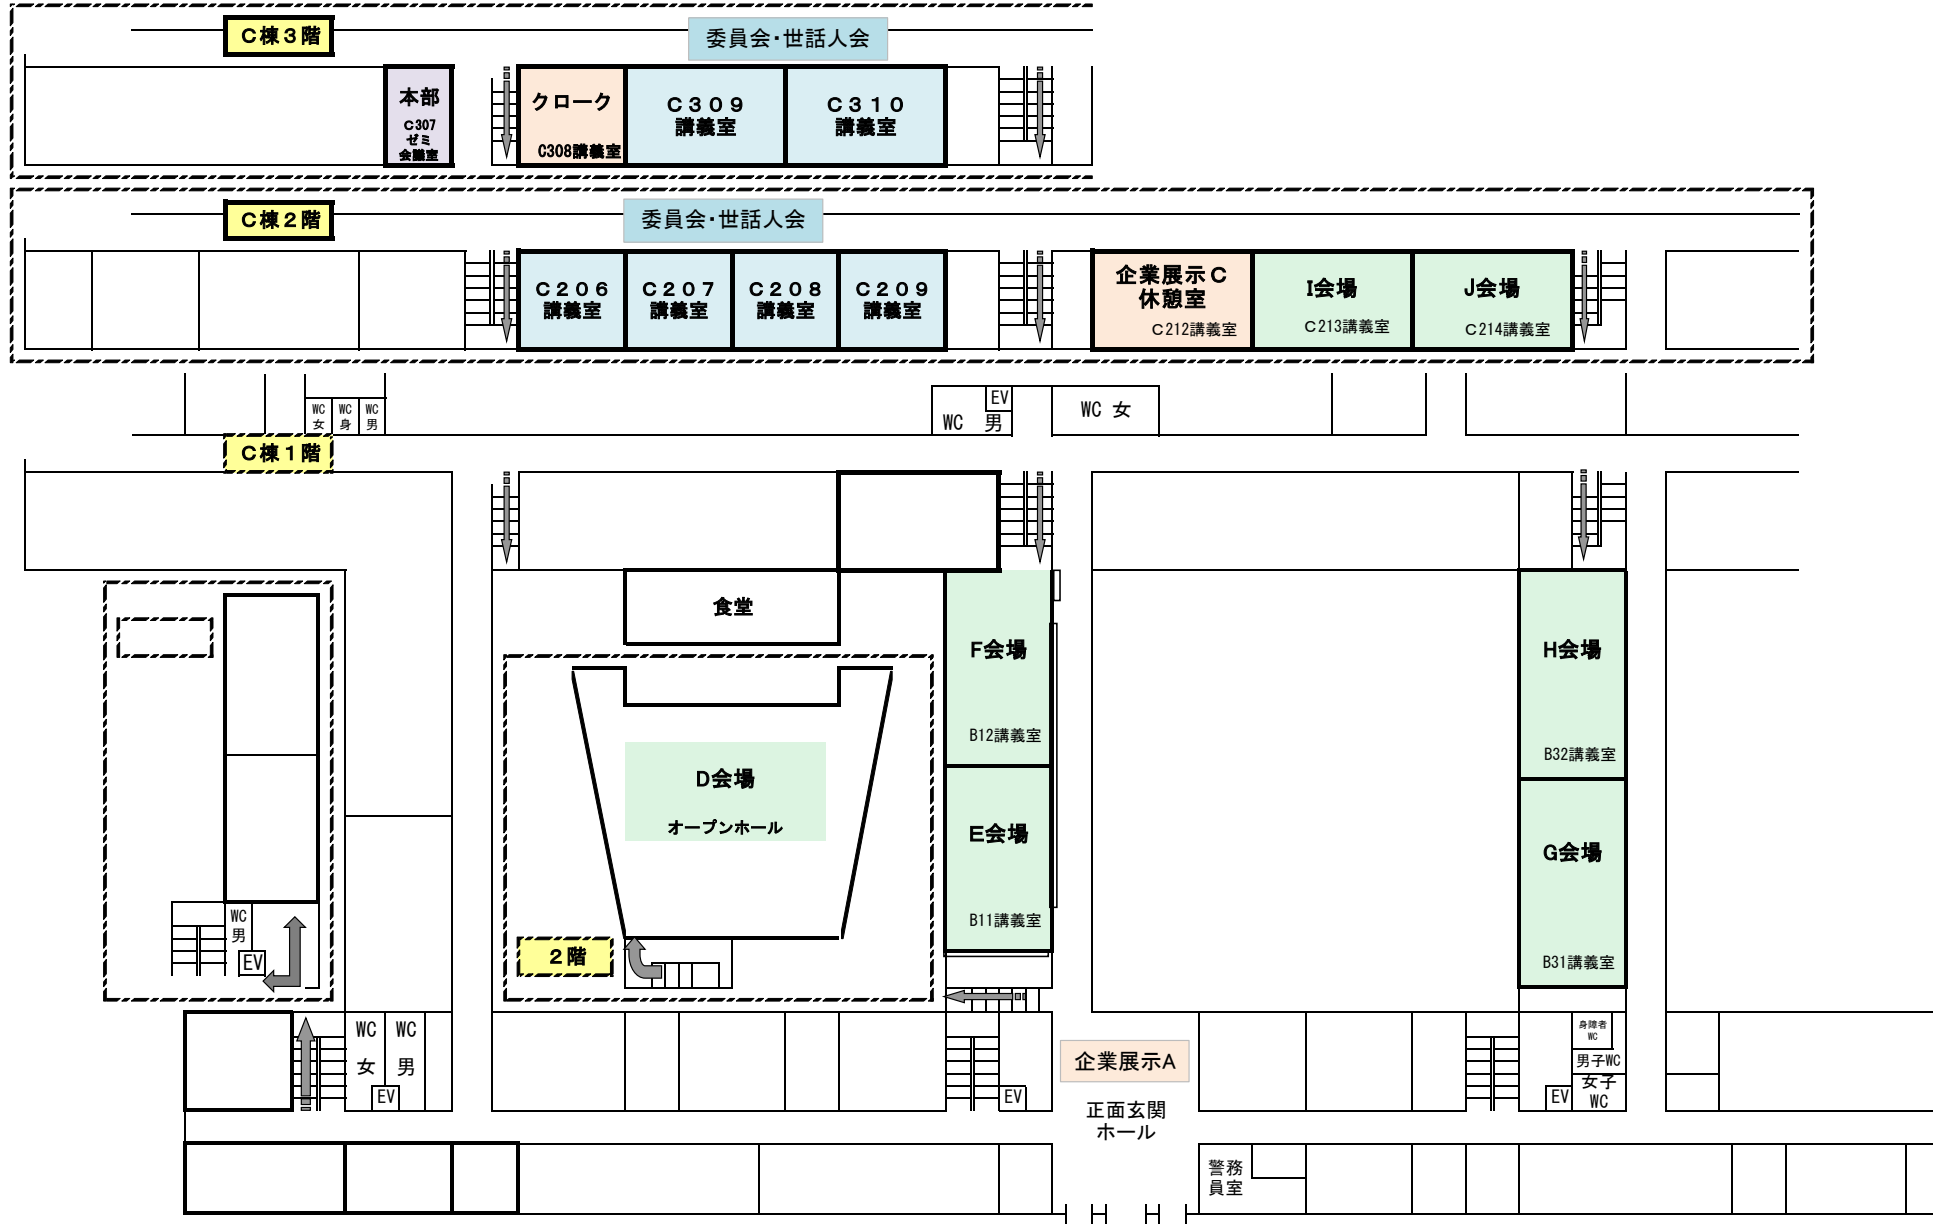 C棟3階
委員会・世話人会
本部
C307
ゼミ
会議室
クローク
C308講義室
C309
講義室
C310
講義室
C棟2階
委員会・世話人会
C206
講義室
C207
講義室
C208
講義室
C209
講義室
企業展示C
休憩室
C212講義室
I会場
C213講義室
J会場
C214講義室
WC
女
WC
身
WC
男
EV
WC 男
WC 女
C棟1階
食堂
F会場
B12講義室
H会場
B32講義室
D会場
オープンホール
E会場
B11講義室
G会場
B31講義室
WC
男
EV
2階
WC
女
WC
男
EV
EV
企業展示A
正面玄関
ホール
身障者
WC
男子WC
女子
WC
EV
警務
員室